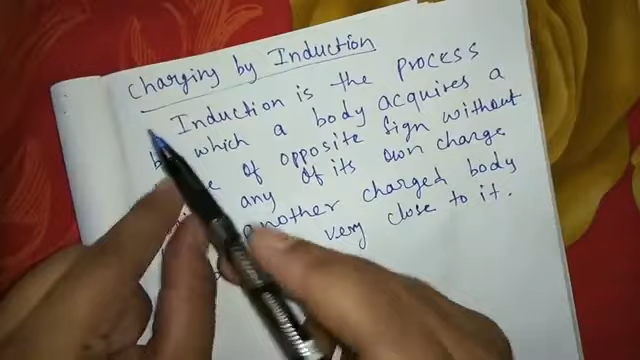 Charging by Induction
Induction is the process
which a body acquires a
of opposite sign without
any of its own charge
another charged body
very close to it.